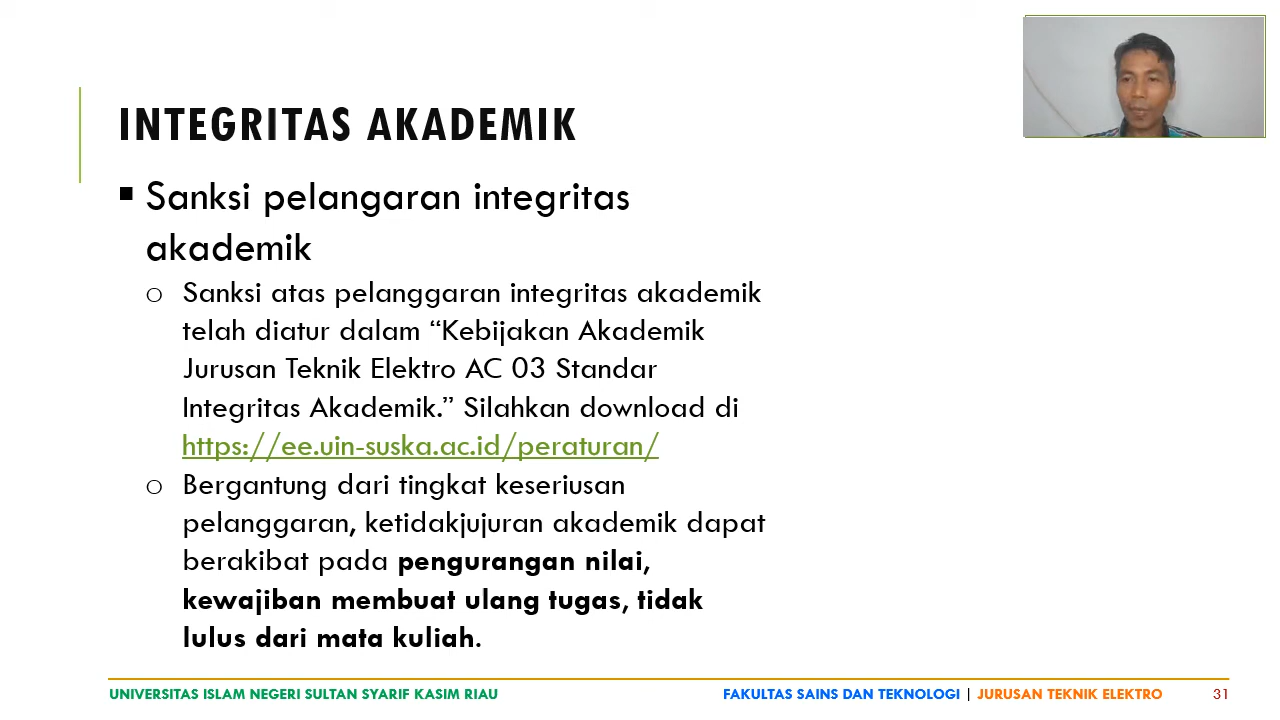 INTEGRITAS AKADEMIK
▪ Sanksi pelangaran integritas
akademik
o Sanksi atas pelanggaran integritas akademik
telah diatur dalam “Kebijakan Akademik
Jurusan Teknik Elektro AC 03 Standar
Integritas Akademik.” Silahkan download di
https://ee.uin-suska.ac.id/peraturan/
o Bergantung dari tingkat keseriusan
pelanggaran, ketidakjujuran akademik dapat
berakibat pada pengurangan nilai,
kewajiban membuat ulang tugas, tidak
lulus dari mata kuliah.
UNIVERSITAS ISLAM NEGERI SULTAN SYARIF KASIM RIAU FAKULTAS SAINS DAN TEKNOLOGI | JURUSAN TEKNIK ELEKTRO 31